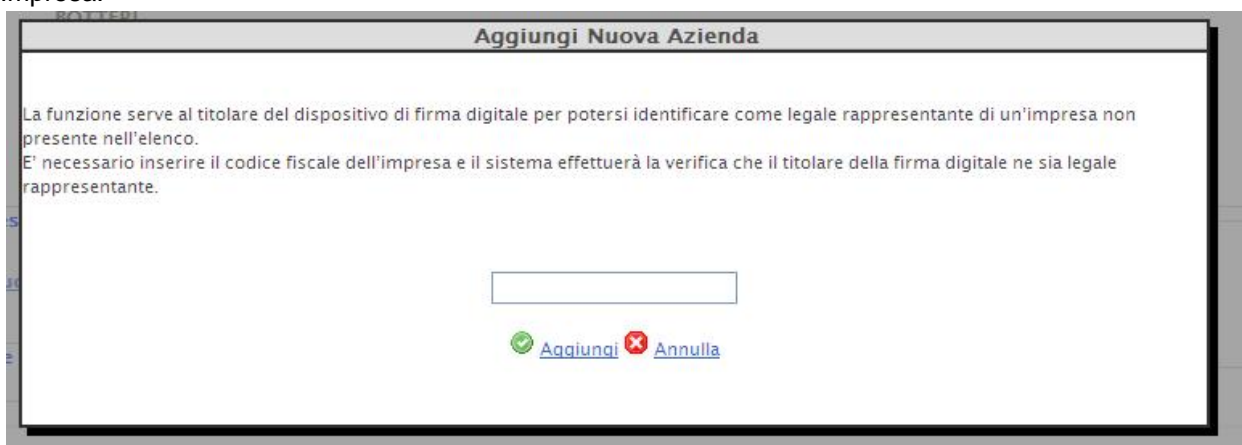 BOTTERI
Aggiungi Nuova Azienda
La funzione serve al titolare del dispositivo di firma digitale per potersi identificare come legale rappresentante di un'impresa non
presente nell'elenco.
E' necessario inserire il codice fiscale dell'impresa e il sistema effettuerà la verifica che il titolare della firma digitale ne sia legale
rappresentante.
Aggiungi Annulla